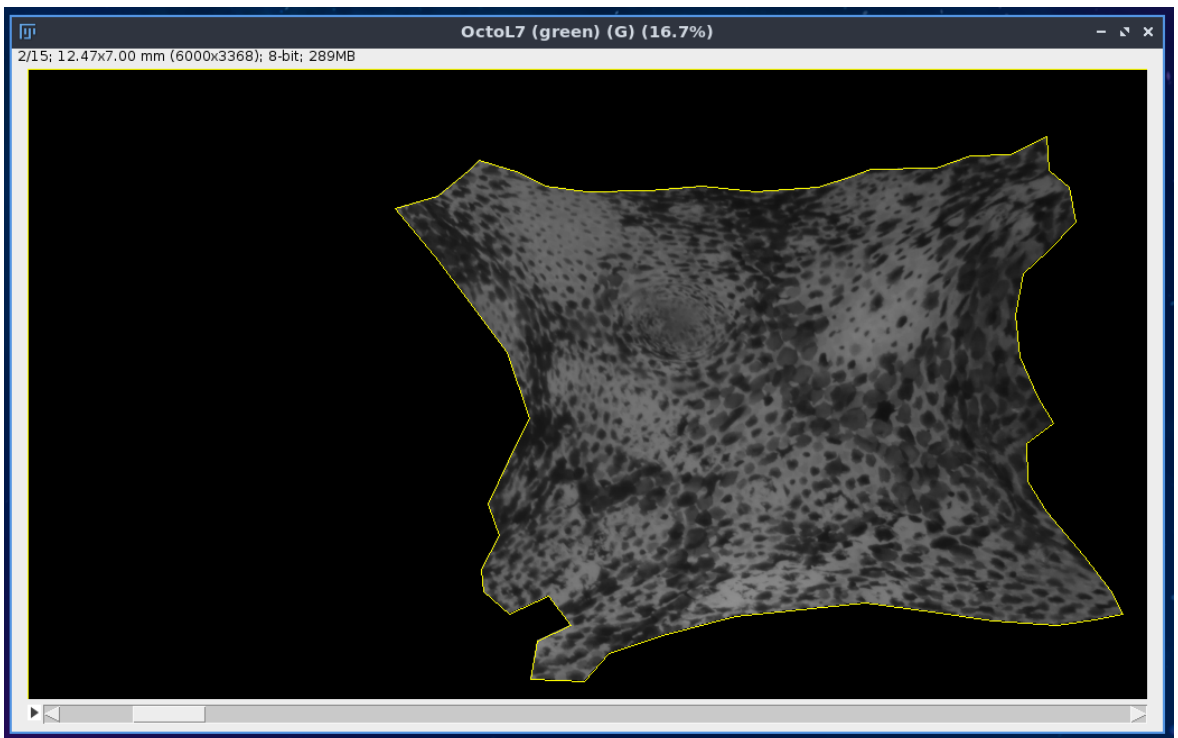 OctoL7 (green) (G) (16.7%)
2/15; 12.47x7.00 mm (6000x3368); 8-bit; 289MB